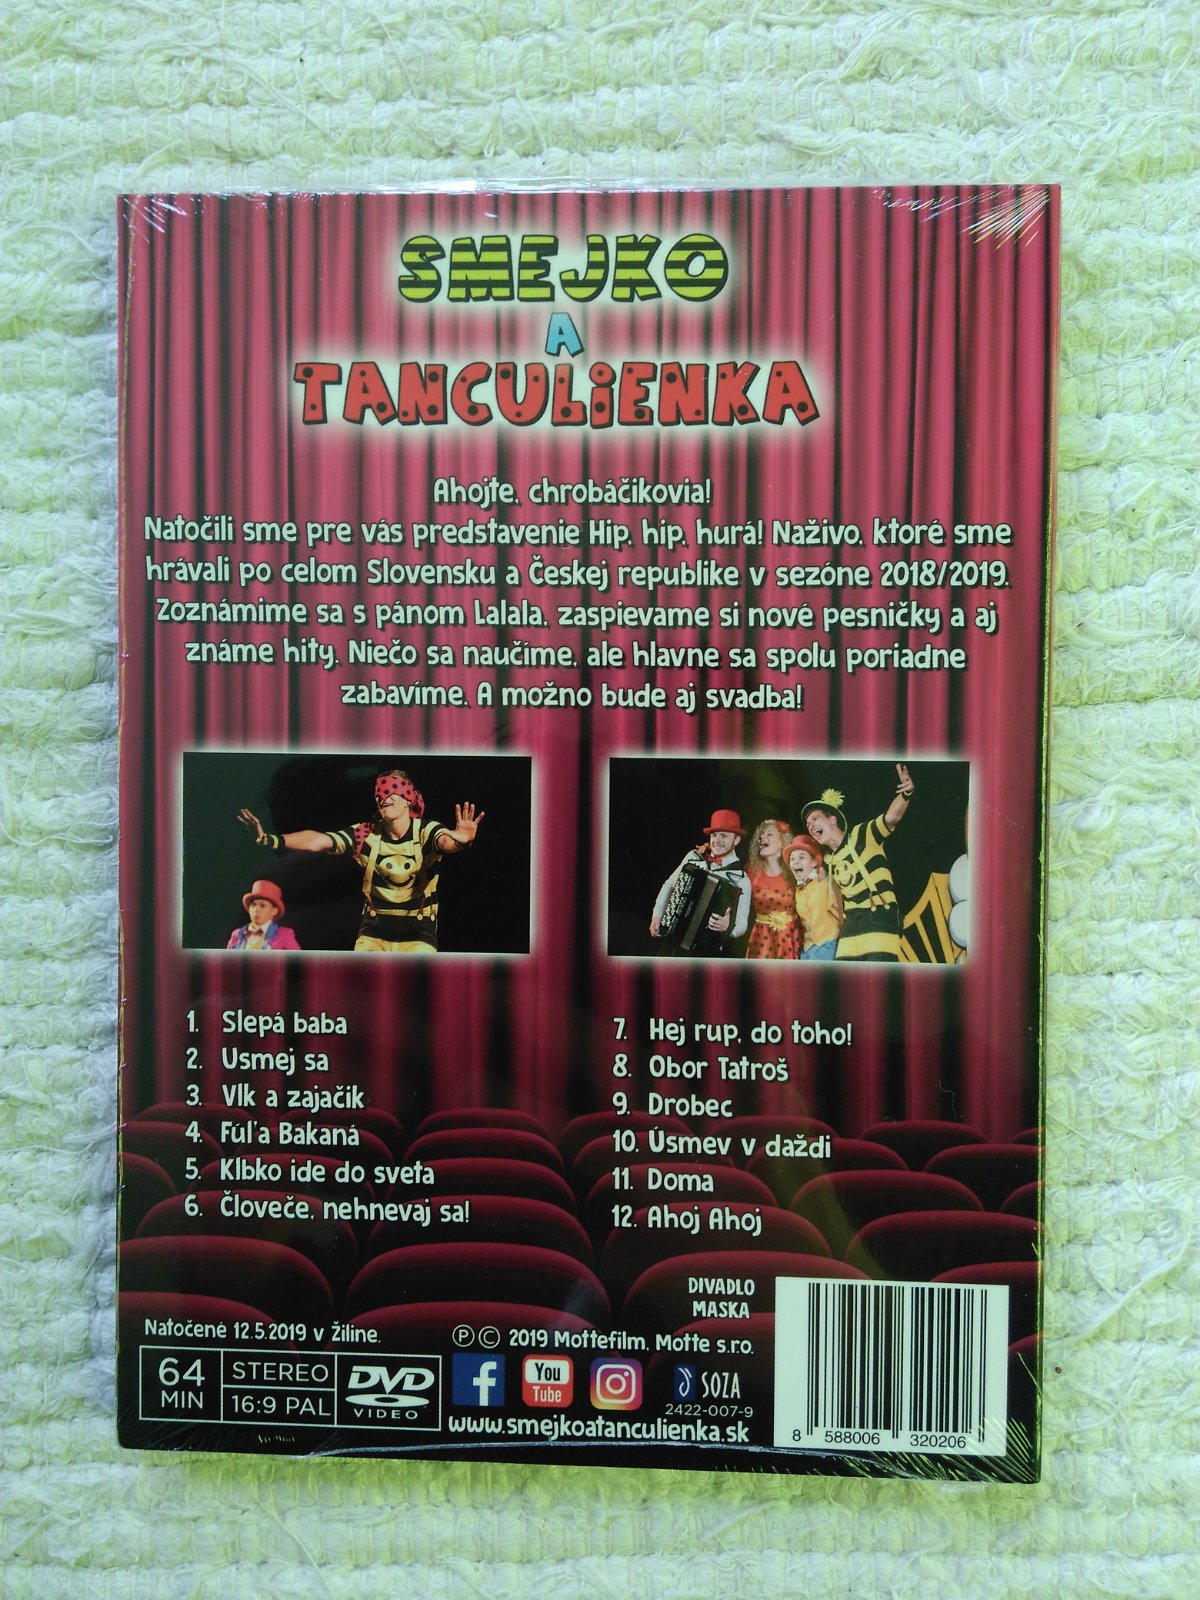 SMEJKO
A
TANCULIENKA
Ahojte, chrobáčikovia!
Natočili sme pre vás predstavenie Hip, hip, hurá! Naživo, ktoré sme
hrávali po celom Slovensku a Českej republike v sezóne 2018/2019.
Zoznámime sa s pánom Lalala, zaspievame si nové pesničky a aj
známe hity. Niečo sa naučíme, ale hlavne sa spolu poriadne
zabavíme. A možno bude aj svadba!
1. Slepá baba
2. Usmej sa
3. Vlk a zajačik
4. Fúľa Bakaná
5. Klbko ide do sveta
6. Človeče, nehnevaj sa!
7. Hej rup, do toho!
8. Obor Tatroš
9. Drobec
10. Úsmev v daždi
11. Doma
12. Ahoj Ahoj
DIVADLO
MASKA
Natočené 12.5.2019 v Žiline.
Ⓟ© 2019 Mottefilm, Motte s.r.o.
64
MIN
STEREO
16:9 PAL
DVD
VIDEO
f
You
Tube
SOZA
2422-007-9
www.smejkoatanculienka.sk
8 588006 320206